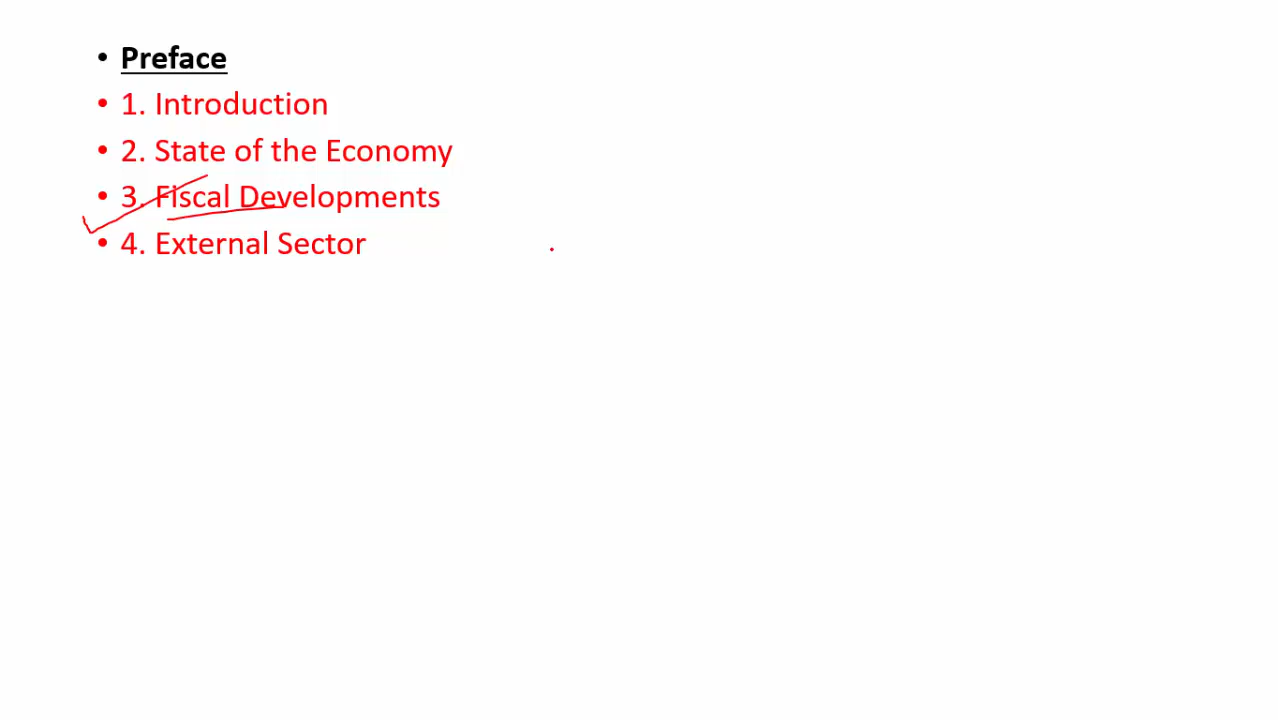 • Preface
• 1. Introduction
• 2. State of the Economy
• 3. Fiscal Developments
• 4. External Sector